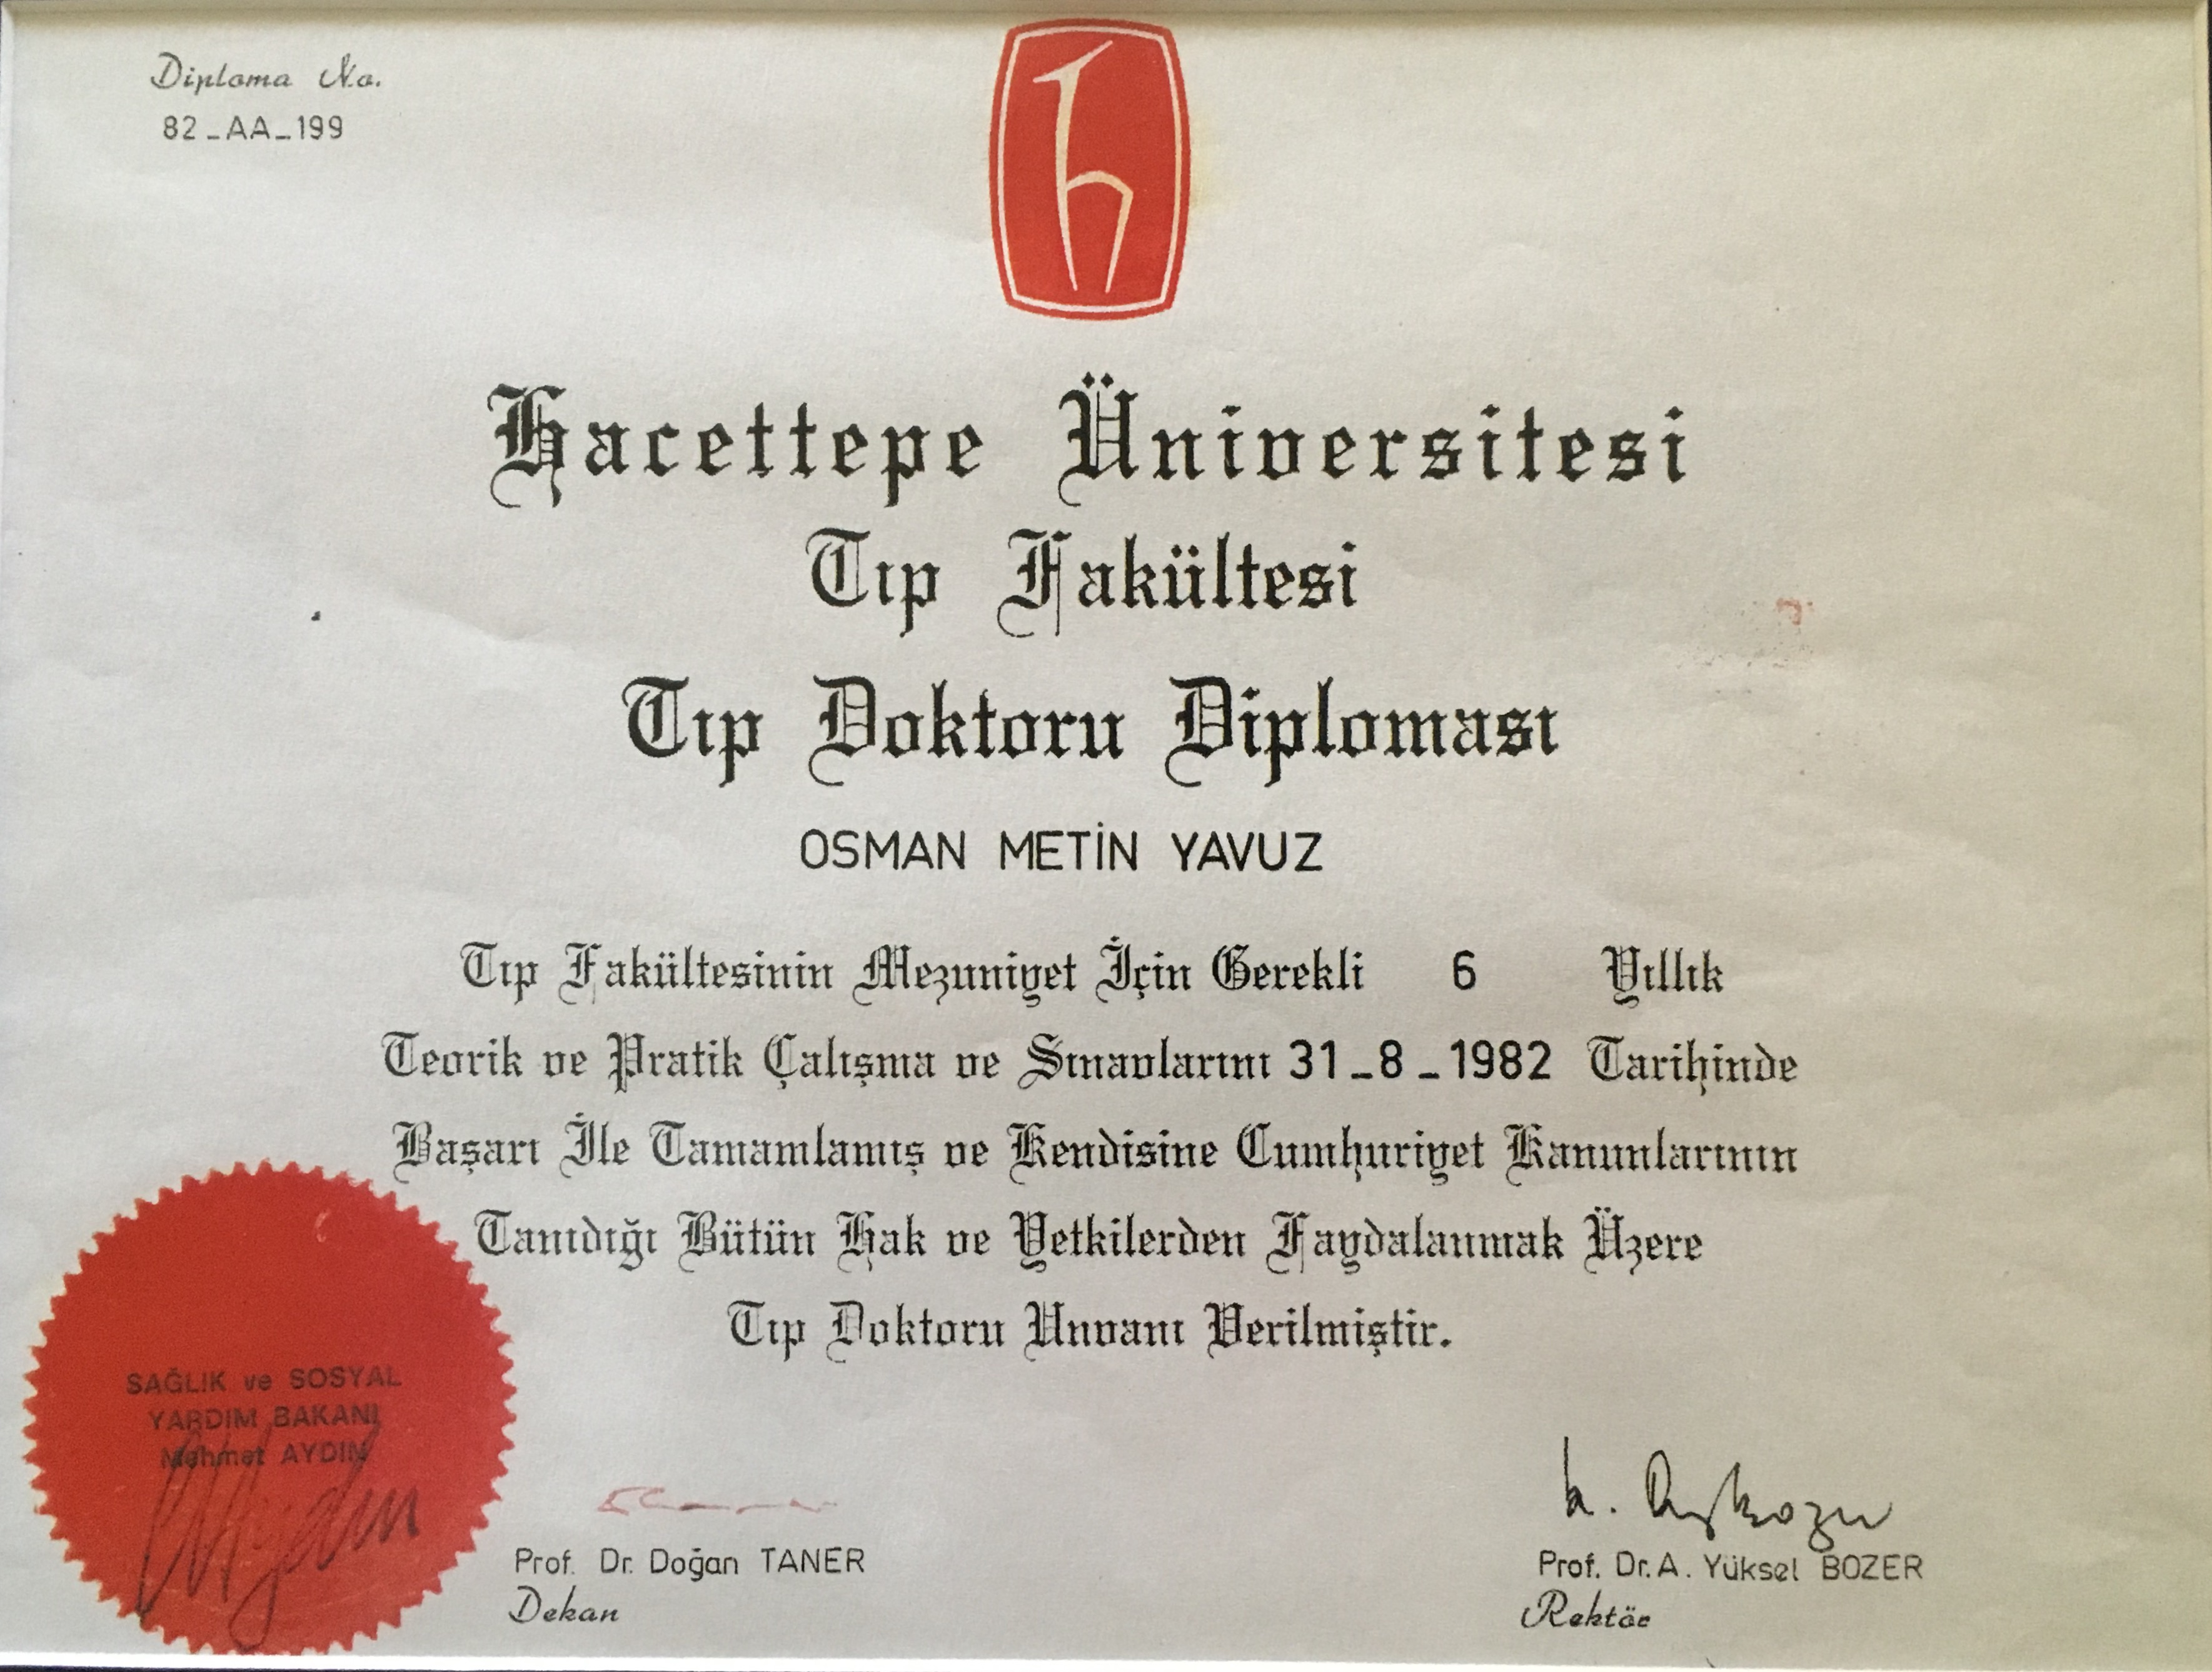 Diploma No.
82_AA_199
h
Hacettepe Üniversitesi
Tıp Fakültesi
Tıp Doktoru Diploması
OSMAN METİN YAVUZ
Tıp Fakültesinin Mezuniyet İçin Gerekli 6 Yıllık
Teorik ve Pratik Çalışma ve Sınavlarını 31_8_1982 Tarihinde
Başarı İle Tamamlamış ve Kendisine Cumhuriyet Kanunlarının
Tanıdığı Bütün Hak ve Yetkilerden Faydalanmak Üzere
Tıp Doktoru Unvanı Verilmiştir.
SAĞLIK ve SOSYAL
YARDIM BAKANI
Mehmet AYDIN
Prof. Dr. Doğan TANER
Dekan
Prof. Dr. A. Yüksel BOZER
Rektör